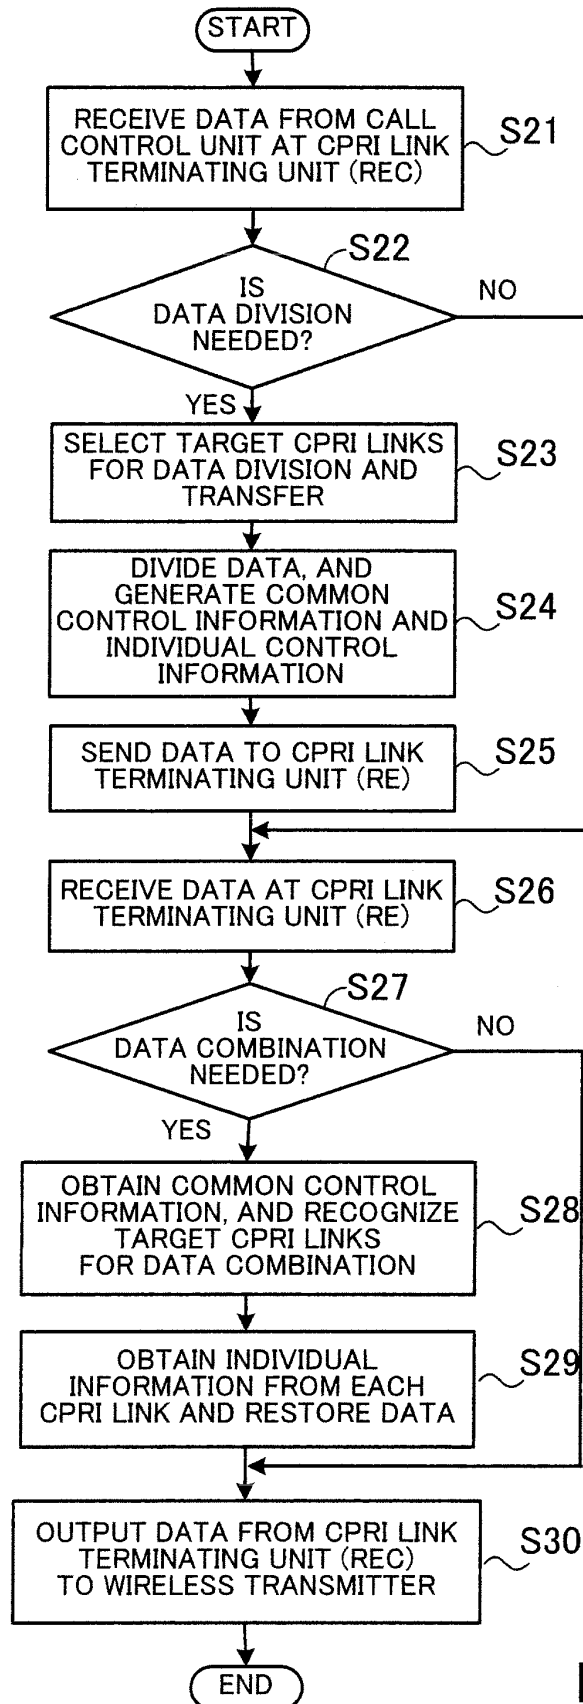 START
RECEIVE DATA FROM CALL
CONTROL UNIT AT CPRI LINK
TERMINATING UNIT (REC)
S21
S22
IS
DATA DIVISION
NEEDED?
NO
YES
SELECT TARGET CPRI LINKS
FOR DATA DIVISION AND
TRANSFER
S23
DIVIDE DATA, AND
GENERATE COMMON
CONTROL INFORMATION AND
INDIVIDUAL CONTROL
INFORMATION
S24
SEND DATA TO CPRI LINK
TERMINATING UNIT (RE)
S25
RECEIVE DATA AT CPRI LINK
TERMINATING UNIT (RE)
S26
S27
IS
DATA COMBINATION
NEEDED?
NO
YES
OBTAIN COMMON CONTROL
INFORMATION, AND RECOGNIZE
TARGET CPRI LINKS
FOR DATA COMBINATION
S28
OBTAIN INDIVIDUAL
INFORMATION FROM EACH
CPRI LINK AND RESTORE DATA
S29
OUTPUT DATA FROM CPRI LINK
TERMINATING UNIT (REC)
TO WIRELESS TRANSMITTER
S30
END